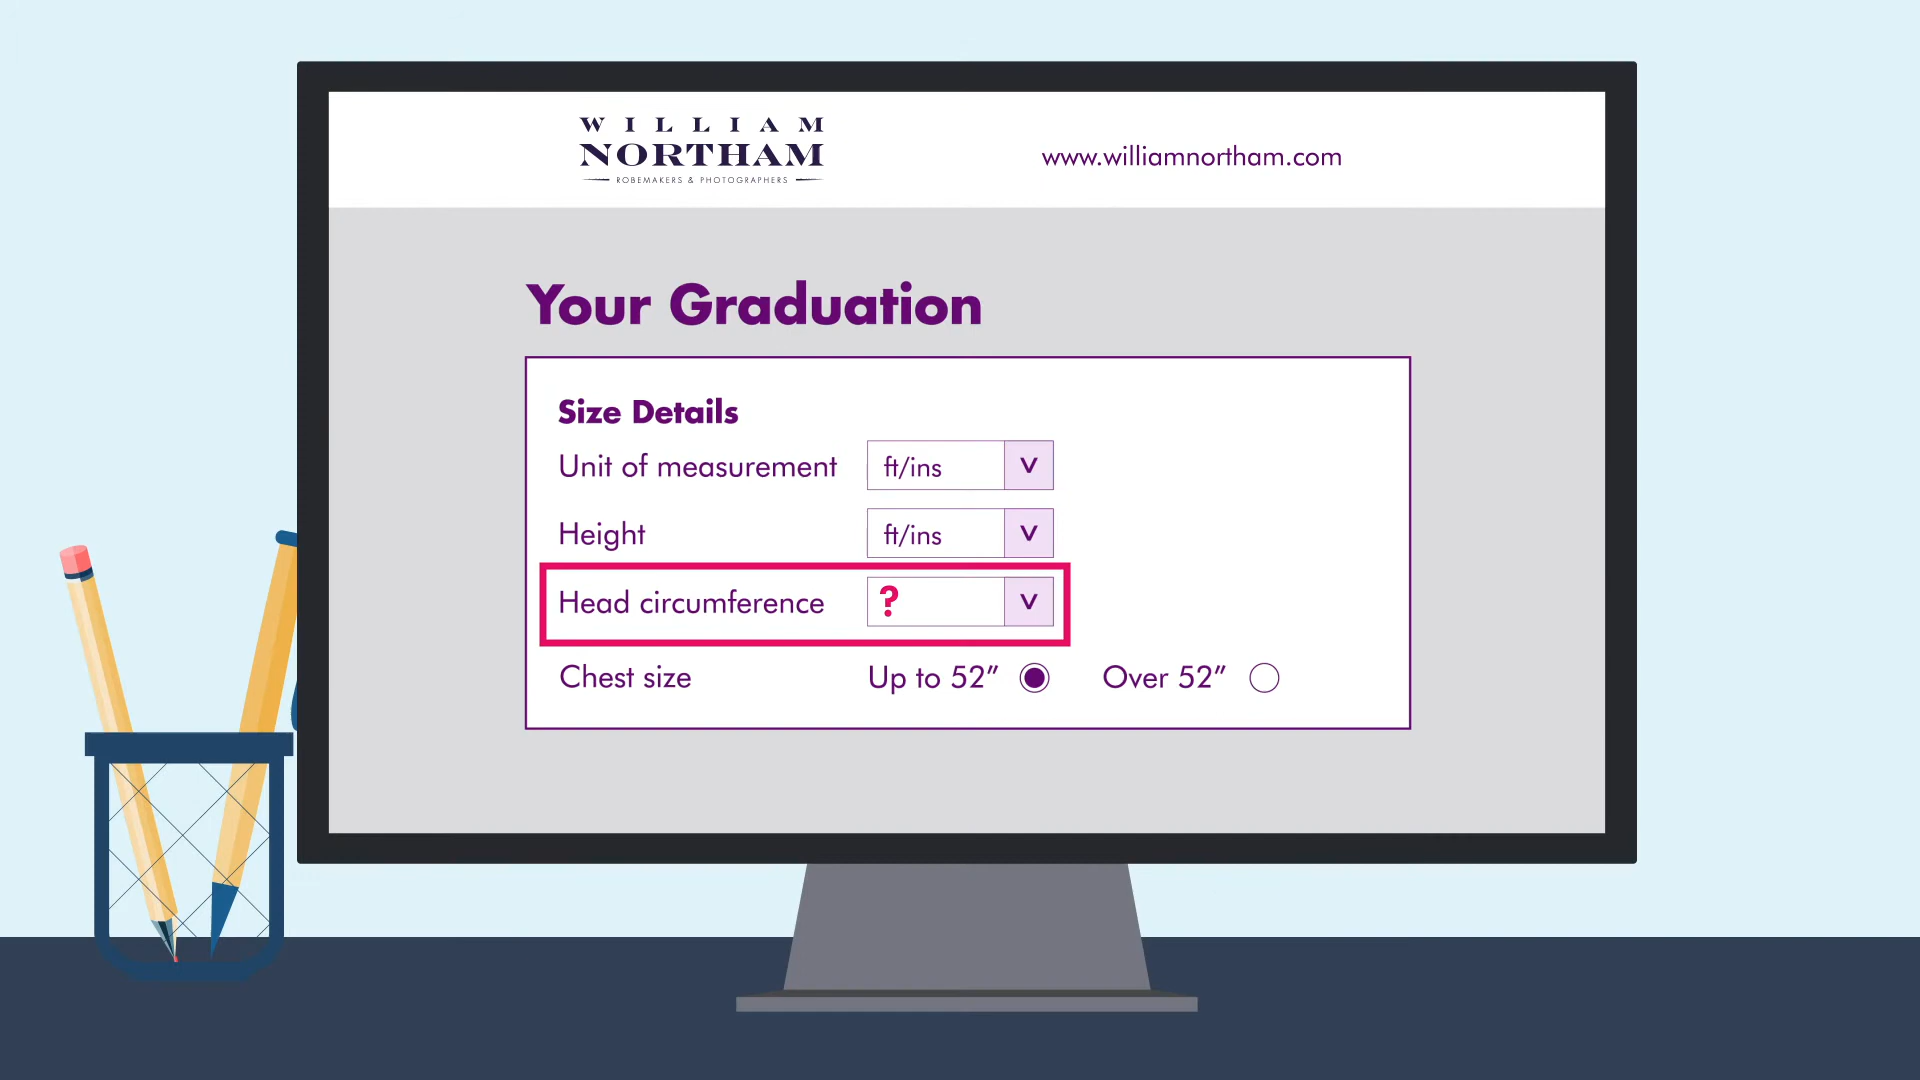 WILLIAM
NORTHAM
ROBEMAKERS & PHOTOGRAPHERS
www.williamnortham.com
Your Graduation
Size Details
Unit of measurement ft/ins V
Height ft/ins V
Head circumference ? V
Chest size Up to 52” Over 52”